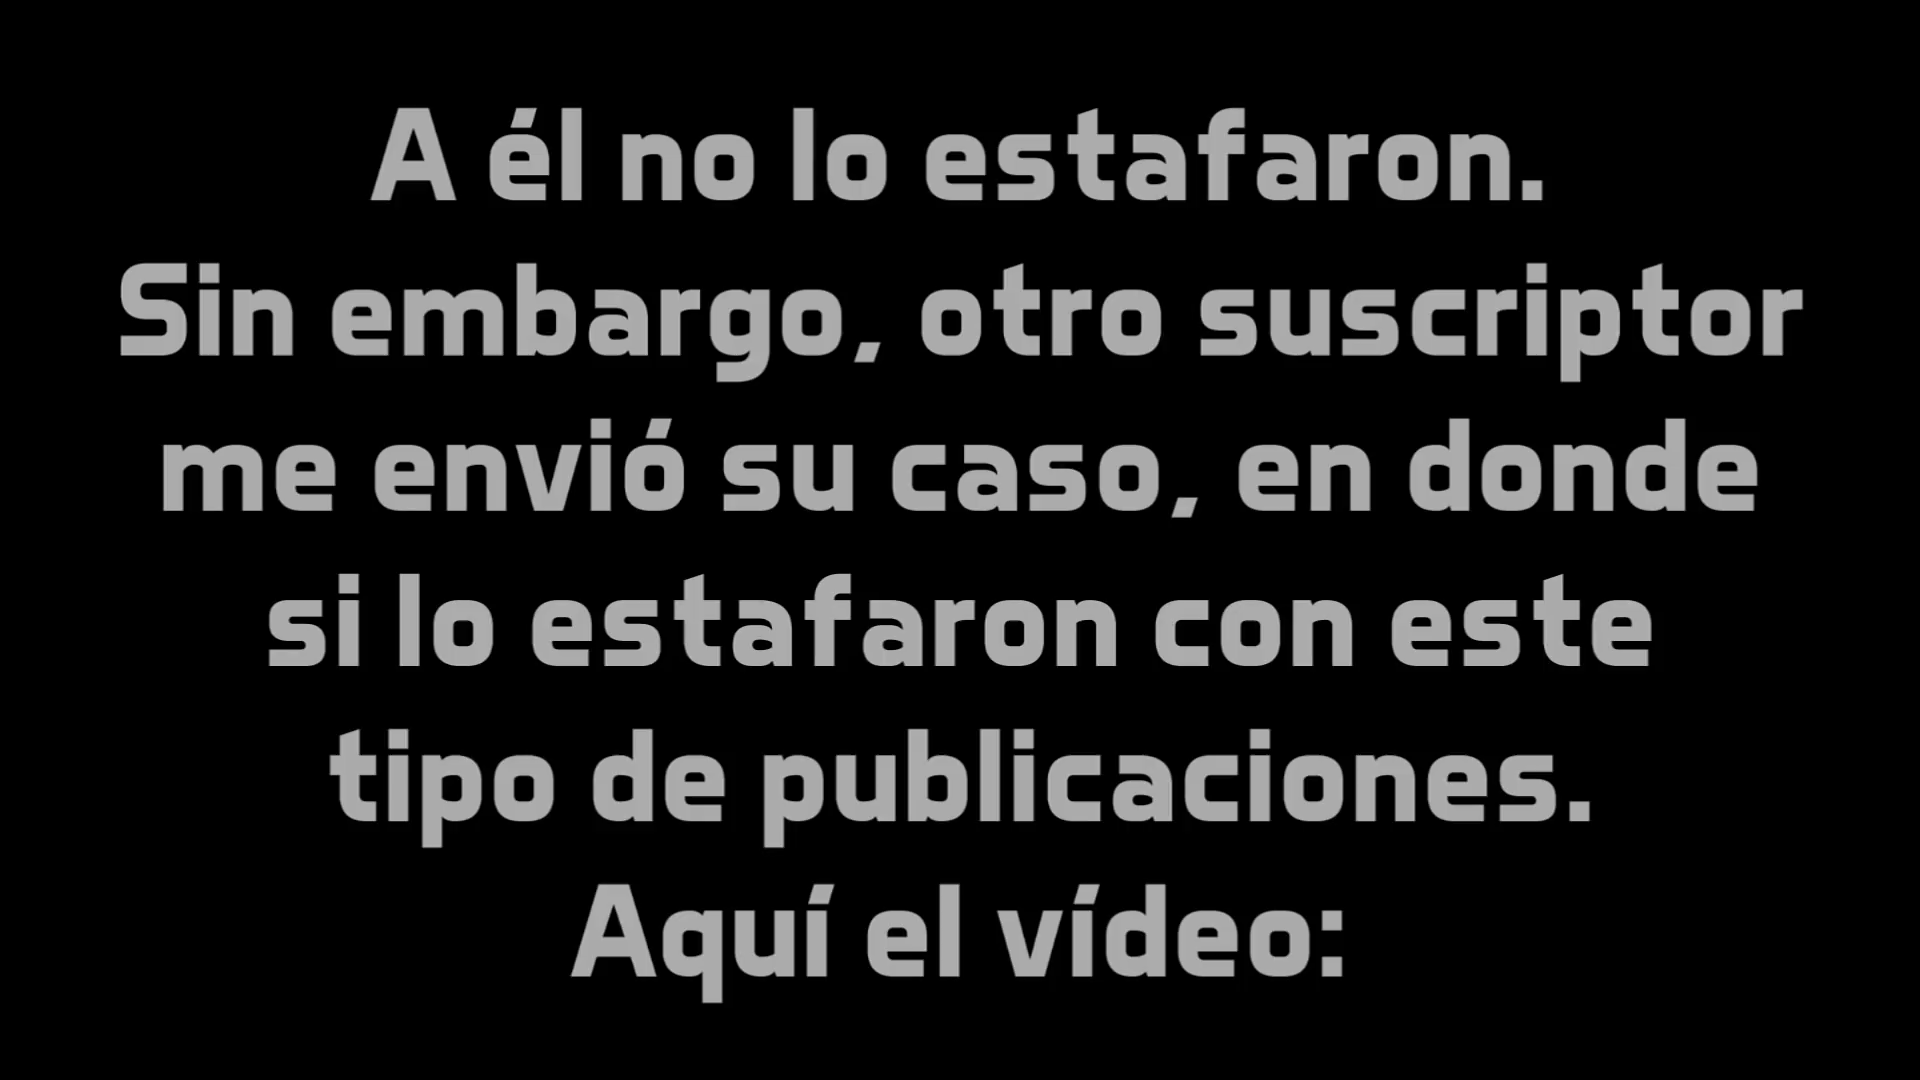 A él no lo estafaron.
Sin embargo, otro suscriptor
me envió su caso, en donde
si lo estafaron con este
tipo de publicaciones.
Aquí el vídeo: